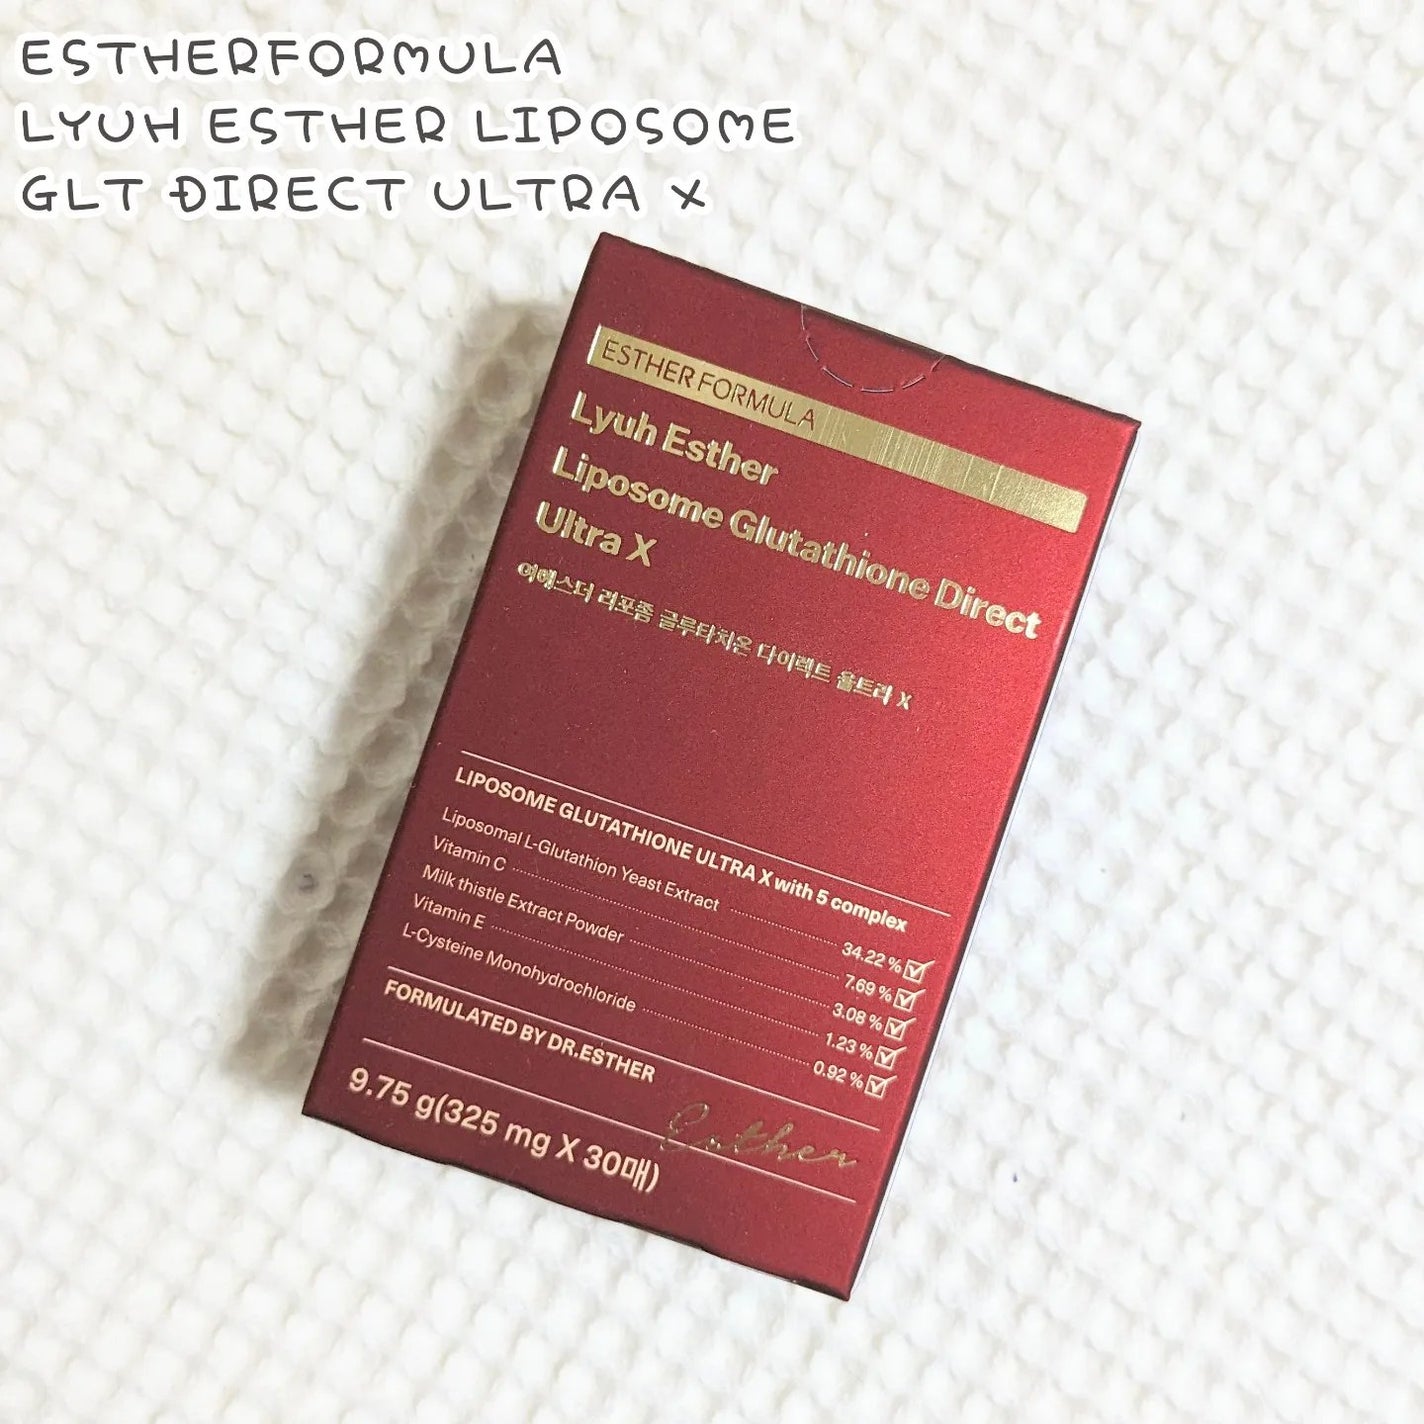 ESTHERFORMULA
LYUH ESTHER LIPOSOME
GLT DIRECT ULTRA X
ESTHER FORMULA
Lyuh Esther
Liposome Glutathione Direct
Ultra X
여에스더 리포좀 글루타치온 다이렉트 울트라 X
LIPOSOME GLUTATHIONE ULTRA X with 5 complex
Liposomal L-Glutathion Yeast Extract 34.22 %
Vitamin C 7.69 %
Milk thistle Extract Powder 3.08 %
Vitamin E 1.23 %
L-Cysteine Monohydrochloride 0.92 %
FORMULATED BY DR.ESTHER
Esther
9.75 g(325 mg X 30매)